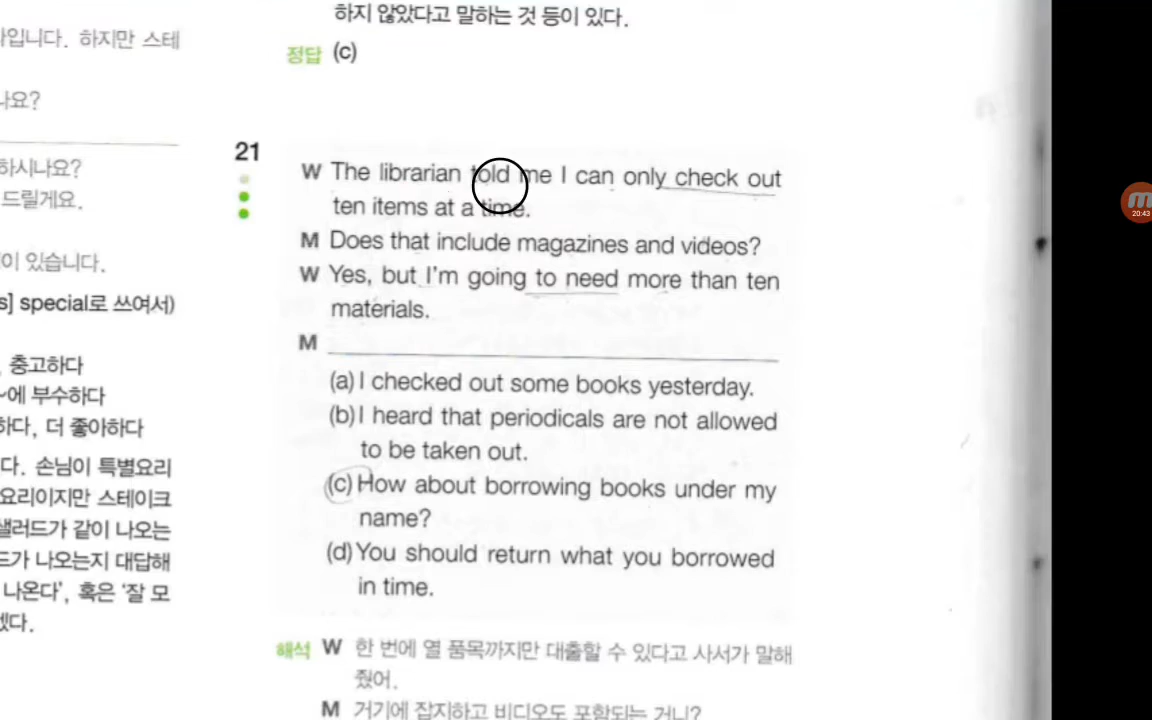 하지 않았다고 말하는 것 등이 있다.
정답 (c)
입니다. 하지만 스테
나요?
하시나요?
드릴게요.
이 있습니다.
s] special로 쓰여서)
충고하다
~에 부수하다
하다, 더 좋아하다
다. 손님이 특별요리
요리이지만 스테이크
샐러드가 같이 나오는
드가 나오는지 대답해
나온다', 혹은 '잘 모
겠다.
21
W The librarian told me I can only check out
ten items at a time.
M Does that include magazines and videos?
W Yes, but I'm going to need more than ten
materials.
M
(a) I checked out some books yesterday.
(b) I heard that periodicals are not allowed
to be taken out.
(c) How about borrowing books under my
name?
(d) You should return what you borrowed
in time.
해석 W 한 번에 열 품목까지만 대출할 수 있다고 사서가 말해
줬어.
M 거기에 잡지하고 비디오도 포함되는 거니?
20:43